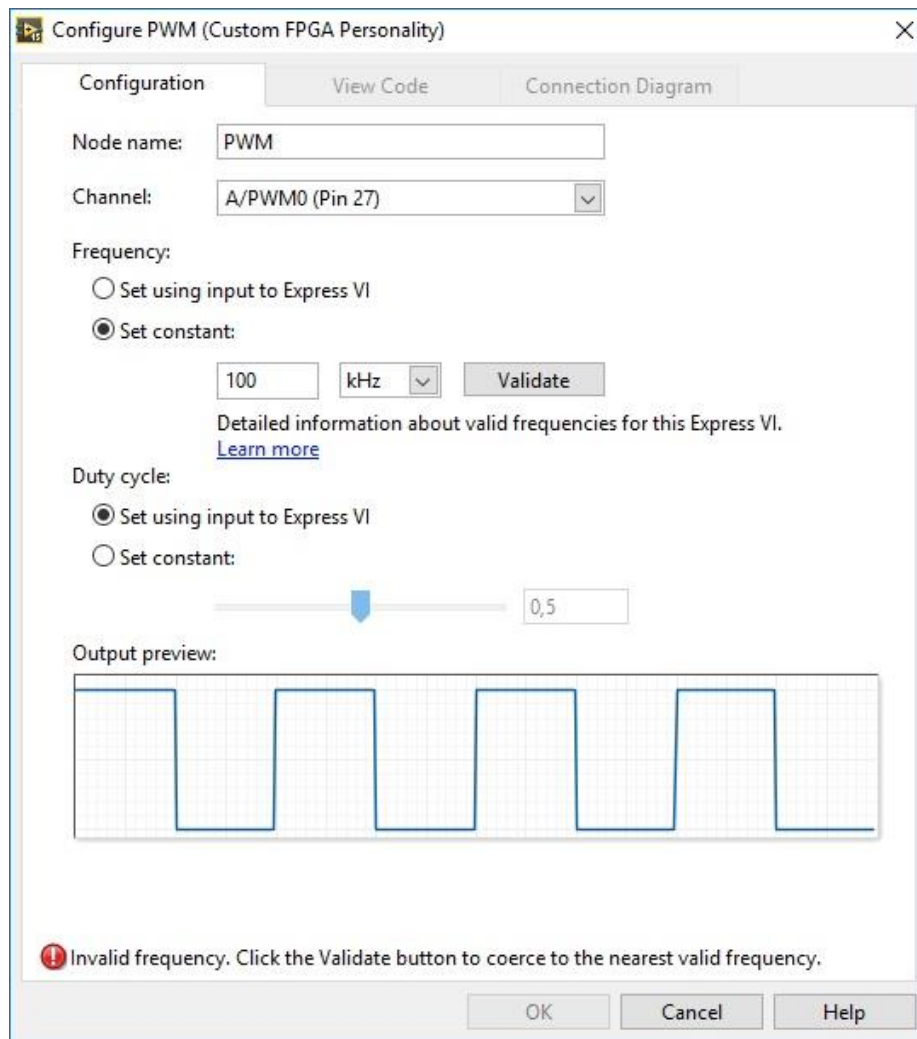 Configure PWM (Custom FPGA Personality)
Configuration View Code Connection Diagram
Node name: PWM
Channel: A/PWM0 (Pin 27)
Frequency:
Set using input to Express VI
Set constant:
100 kHz Validate
Detailed information about valid frequencies for this Express VI.
Learn more
Duty cycle:
Set using input to Express VI
Set constant:
0,5
Output preview:
Invalid frequency. Click the Validate button to coerce to the nearest valid frequency.
OK Cancel Help